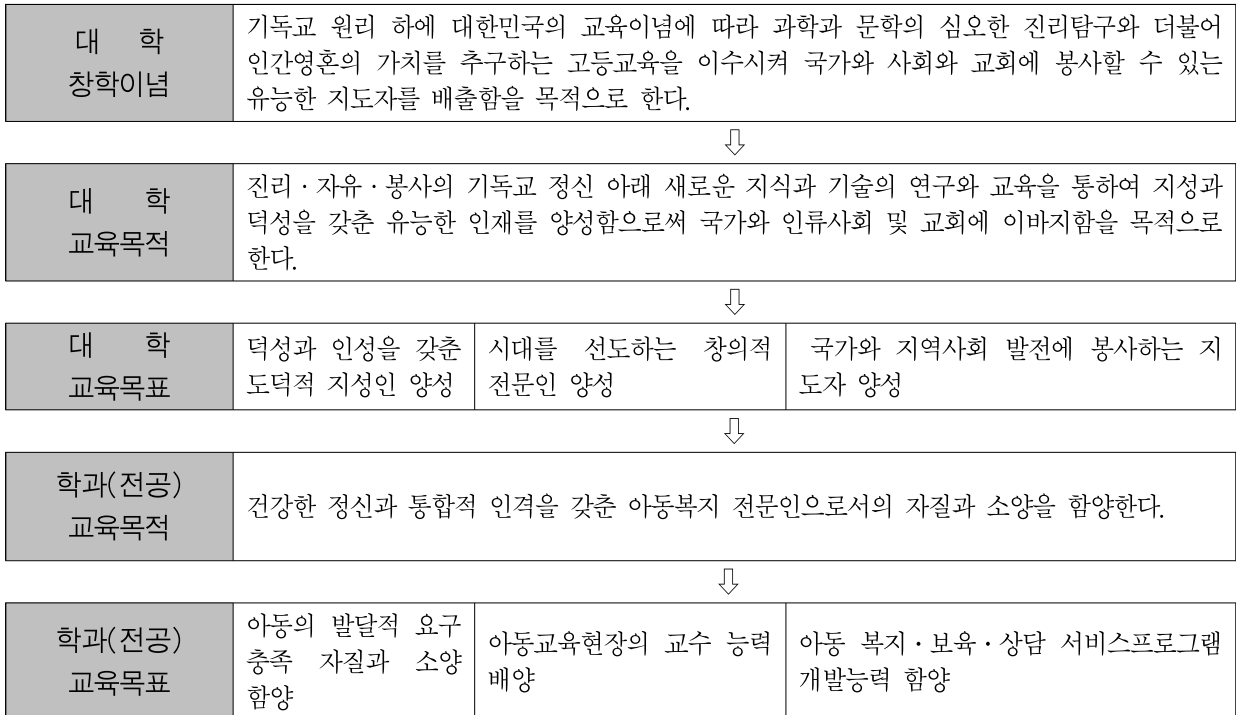 대 학
창학이념
기독교 원리 하에 대한민국의 교육이념에 따라 과학과 문학의 심오한 진리탐구와 더불어
인간영혼의 가치를 추구하는 고등교육을 이수시켜 국가와 사회와 교회에 봉사할 수 있는
유능한 지도자를 배출함을 목적으로 한다.
⇩
대 학
교육목적
진리·자유·봉사의 기독교 정신 아래 새로운 지식과 기술의 연구와 교육을 통하여 지성과
덕성을 갖춘 유능한 인재를 양성함으로써 국가와 인류사회 및 교회에 이바지함을 목적으로
한다.
⇩
대 학
교육목표
덕성과 인성을 갖춘
도덕적 지성인 양성
시대를 선도하는 창의적
전문인 양성
국가와 지역사회 발전에 봉사하는 지
도자 양성
⇩
학과(전공)
교육목적
건강한 정신과 통합적 인격을 갖춘 아동복지 전문인으로서의 자질과 소양을 함양한다.
⇩
학과(전공)
교육목표
아동의 발달적 요구
충족 자질과 소양
함양
아동교육현장의 교수 능력
배양
아동 복지·보육·상담 서비스프로그램
개발능력 함양